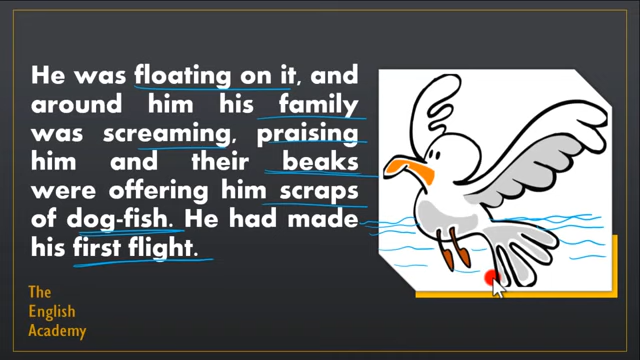 He was floating on it, and
around him his family
was screaming, praising
him and their beaks
were offering him scraps
of dog-fish. He had made
his first flight.
The
English
Academy